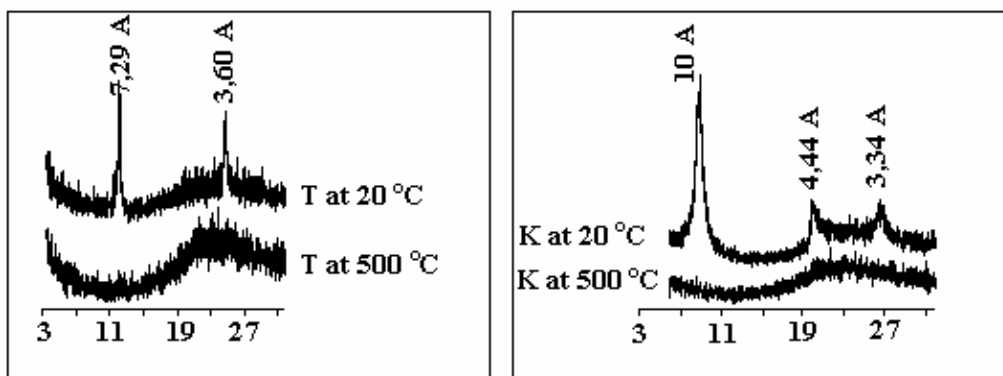 7,29 A
3,60 A
T at 20 °C
T at 500 °C
3 11 19 27
10 A
4,44 A
3,34 A
K at 20 °C
K at 500 °C
3 11 19 27